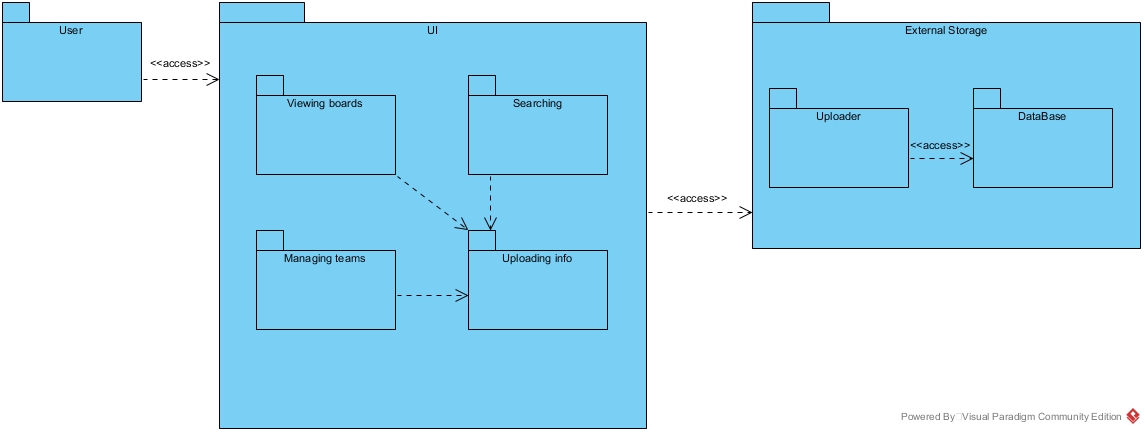 User
<<access>>
UI
Viewing boards
Searching
Managing teams
Uploading info
<<access>>
External Storage
Uploader
<<access>>
DataBase
Powered By Visual Paradigm Community Edition